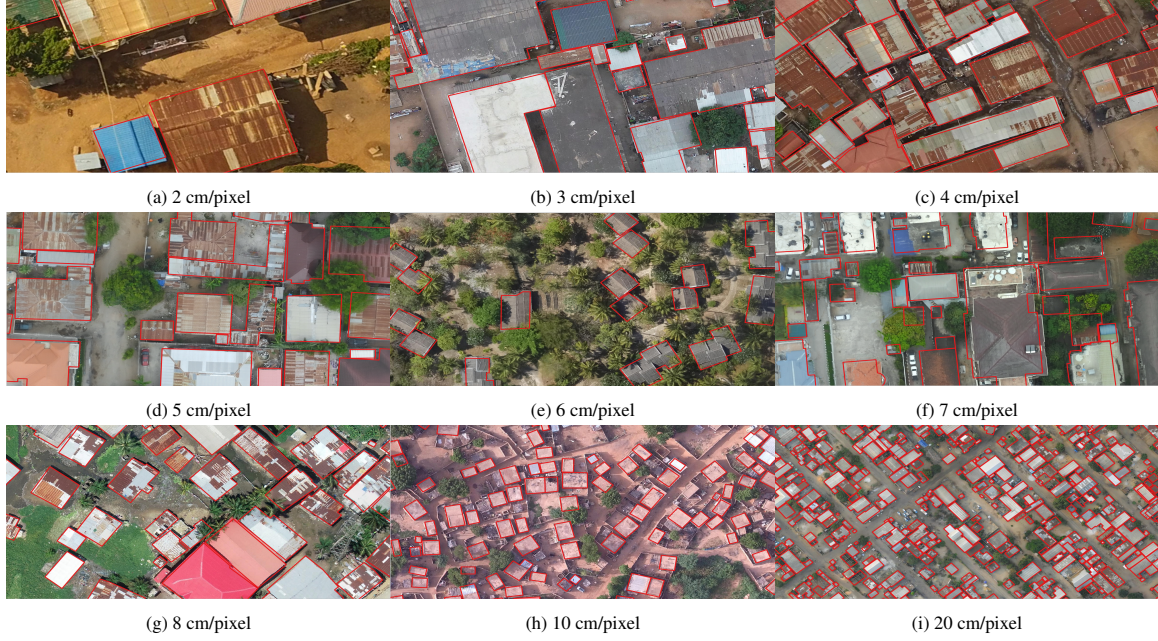 (a) 2 cm/pixel
(b) 3 cm/pixel
(c) 4 cm/pixel
(d) 5 cm/pixel
(e) 6 cm/pixel
(f) 7 cm/pixel
(g) 8 cm/pixel
(h) 10 cm/pixel
(i) 20 cm/pixel